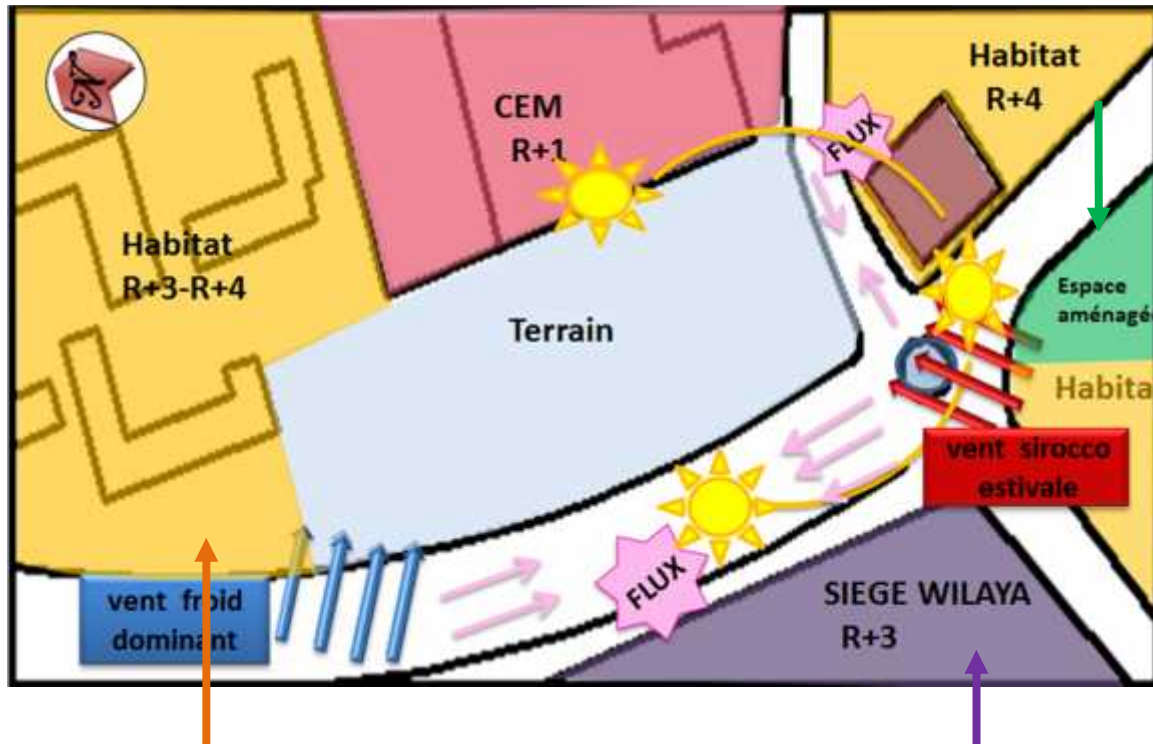 N
Habitat
R+4
CEM
R+1
FLUX
Habitat
R+3-R+4
Espace
aménagé
Terrain
Habita
vent sirocco
estivale
vent froid
dominant
FLUX
SIEGE WILAYA
R+3